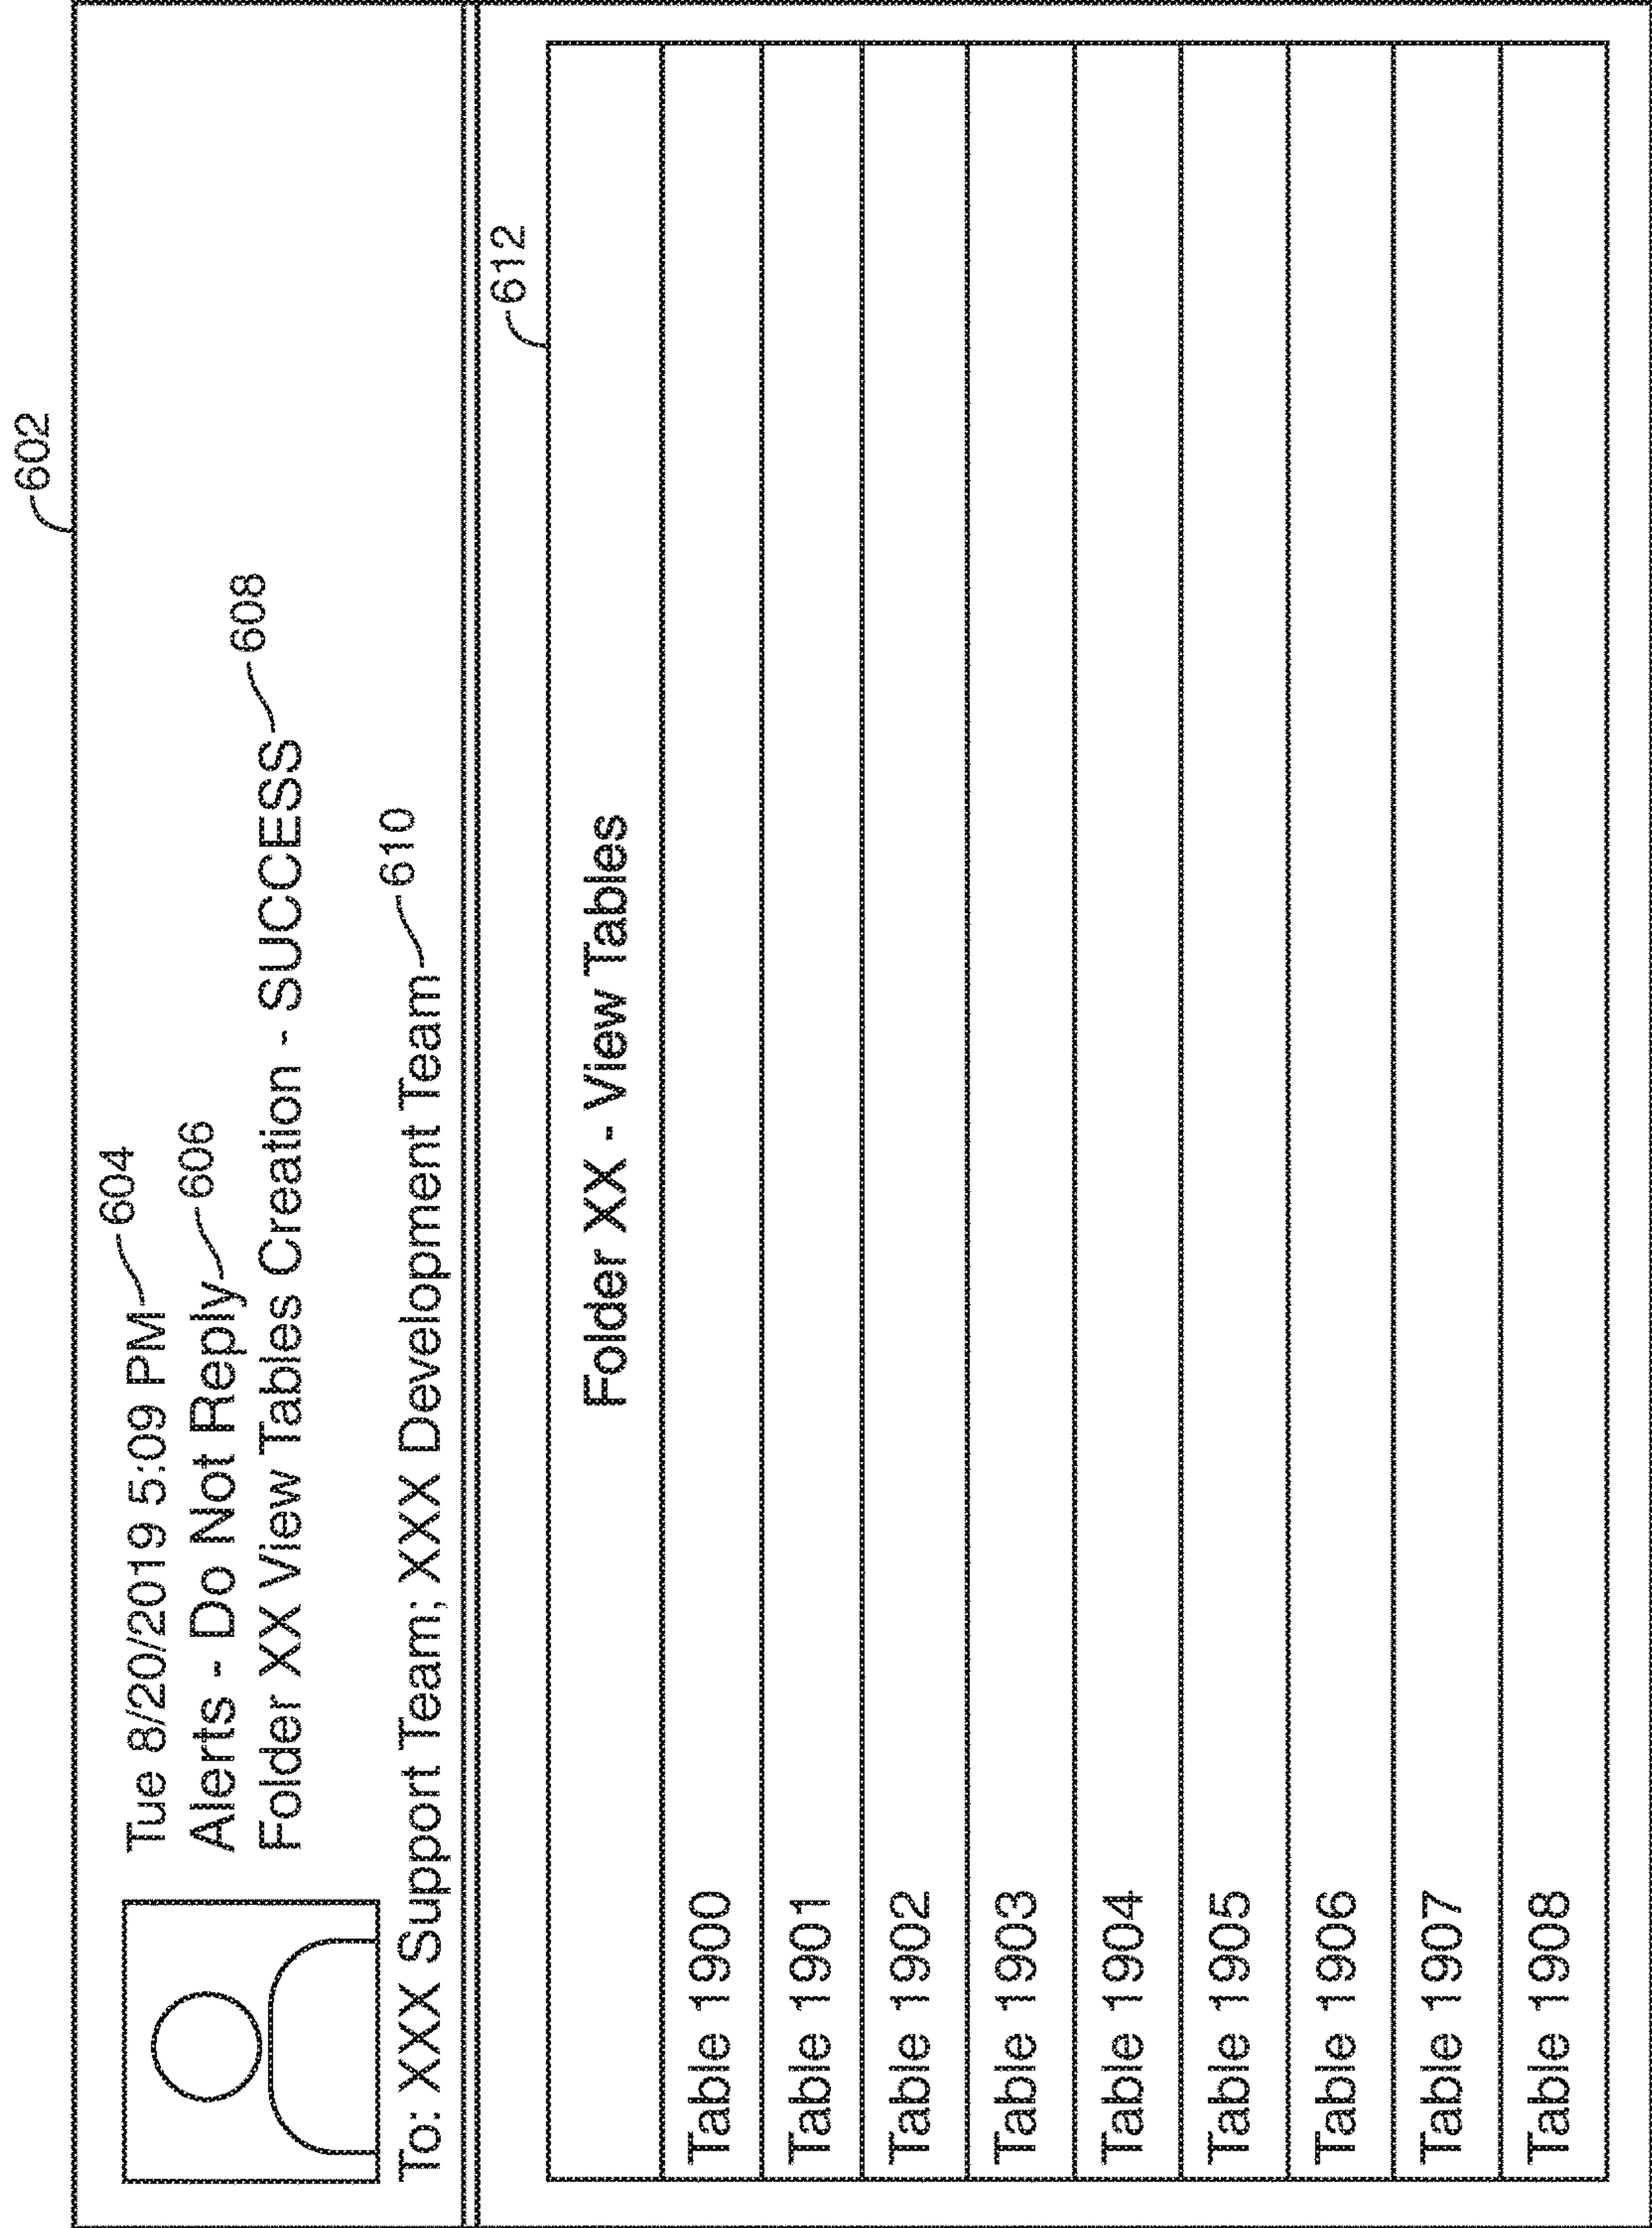 602
Tue 8/20/2019 5:09 PM 604
Alerts - Do Not Reply 606
Folder XX View Tables Creation - SUCCESS 608
To: XXX Support Team; XXX Development Team 610
612
Folder XX - View Tables
Table 1900
Table 1901
Table 1902
Table 1903
Table 1904
Table 1905
Table 1906
Table 1907
Table 1908